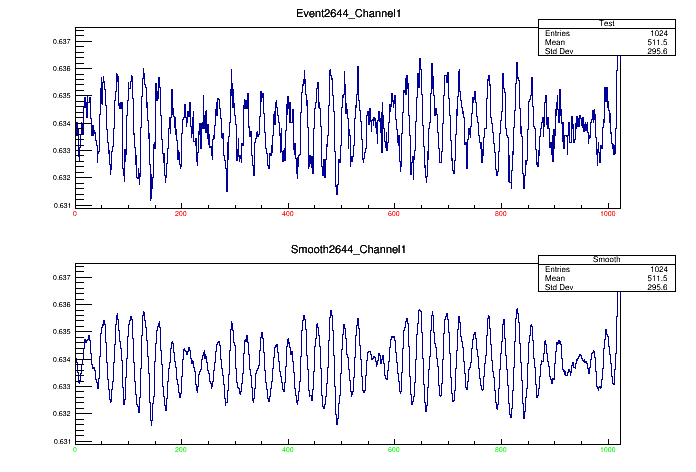 Event2644_Channel1
Test
Entries 1024
Mean 511.5
Std Dev 295.6
0.637
0.636
0.635
0.634
0.633
0.632
0.631
0 200 400 600 800 1000
Smooth2644_Channel1
Smooth
Entries 1024
Mean 511.5
Std Dev 295.6
0.637
0.636
0.635
0.634
0.633
0.632
0.631
0 200 400 600 800 1000